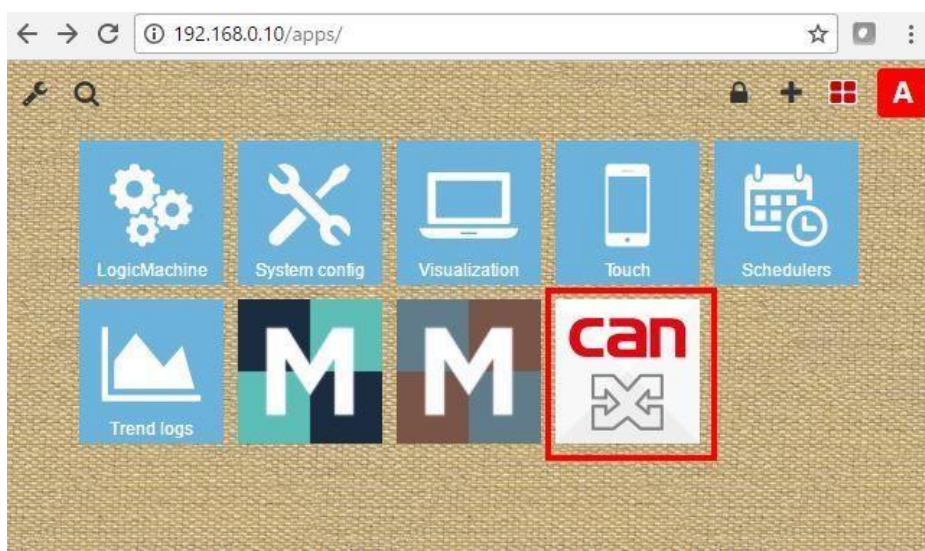 192.168.0.10/apps/
A
LogicMachine
System config
Visualization
Touch
Schedulers
Trend logs
M
M
can